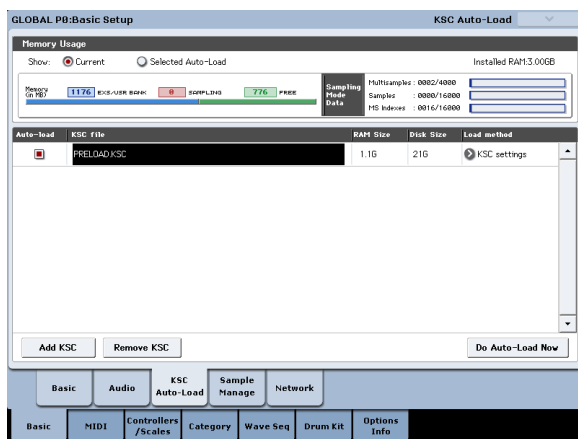 GLOBAL P0:Basic Setup KSC Auto-Load
Memory Usage
Show: Current Selected Auto-Load Installed RAM:3.00GB
Memory (in MB) 1176 EXS/USR BANK 0 SAMPLING 776 FREE
Sampling Mode Data
Multisamples : 0002/4000
Samples : 0000/16000
MS Indexes : 0016/16000
Auto-load KSC file RAM Size Disk Size Load method
PRELOAD.KSC 1.1G 21G KSC settings
Add KSC Remove KSC Do Auto-Load Now
Basic Audio KSC Auto-Load Sample Manage Network
Basic MIDI Controllers /Scales Category Wave Seq Drum Kit Options Info